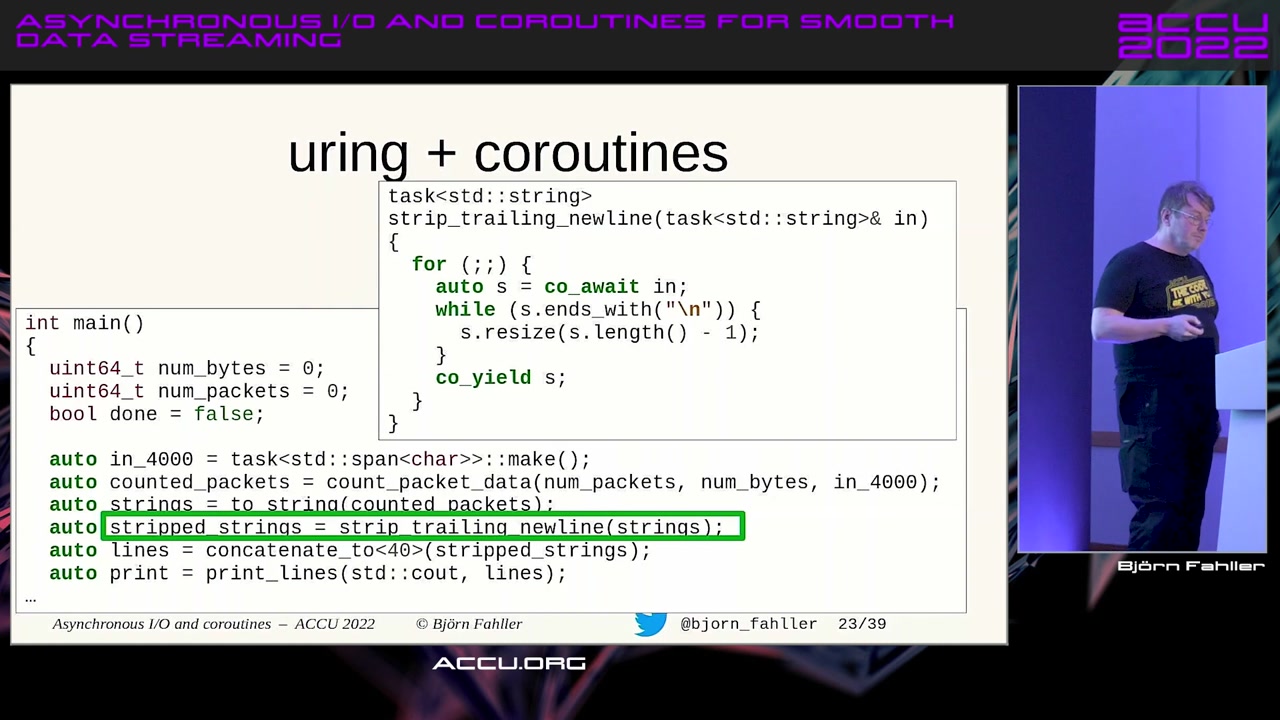 ASYNCHRONOUS I/O AND COROUTINES FOR SMOOTH
DATA STREAMING
ACCU
2022
uring + coroutines
task<std::string>
strip_trailing_newline(task<std::string>& in)
{
  for (;;) {
    auto s = co_await in;
    while (s.ends_with("\n")) {
      s.resize(s.length() - 1);
    }
    co_yield s;
  }
}
int main()
{
  uint64_t num_bytes = 0;
  uint64_t num_packets = 0;
  bool done = false;
  auto in_4000 = task<std::span<char>>::make();
  auto counted_packets = count_packet_data(num_packets, num_bytes, in_4000);
  auto strings = to_string(counted_packets);
  auto stripped_strings = strip_trailing_newline(strings);
  auto lines = concatenate_to<40>(stripped_strings);
  auto print = print_lines(std::cout, lines);
…
Asynchronous I/O and coroutines – ACCU 2022
© Björn Fahller
@bjorn_fahller
23/39
Björn Fahller
ACCU.ORG